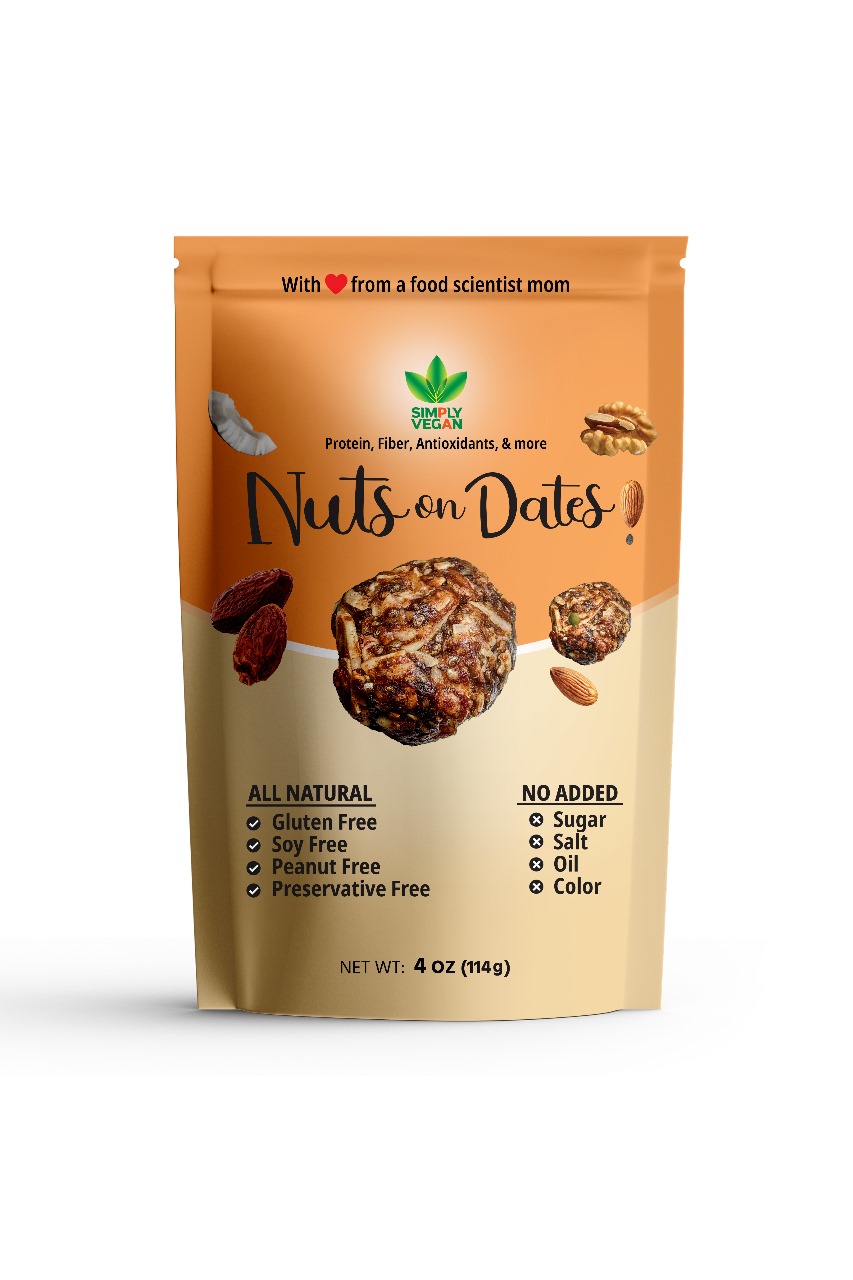 With ❤ from a food scientist mom
SIMPLY
VEGAN
Protein, Fiber, Antioxidants, & more
Nuts on Dates!
ALL NATURAL
Gluten Free
Soy Free
Peanut Free
Preservative Free
NO ADDED
Sugar
Salt
Oil
Color
NET WT: 4 OZ (114g)